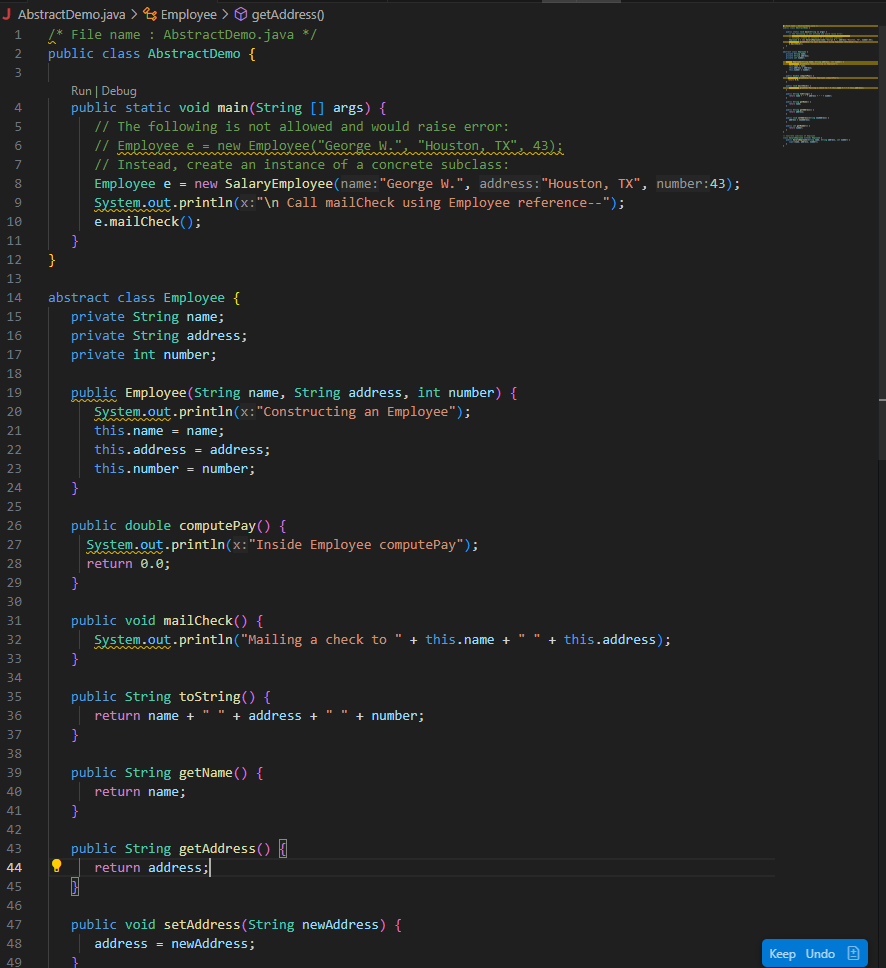 AbstractDemo.java > Employee > getAddress()
1 /* File name : AbstractDemo.java */
2 public class AbstractDemo {
3
Run | Debug
4 public static void main(String [] args) {
5 // The following is not allowed and would raise error:
6 // Employee e = new Employee("George W.", "Houston, TX", 43);
7 // Instead, create an instance of a concrete subclass:
8 Employee e = new SalaryEmployee(name:"George W.", address:"Houston, TX", number:43);
9 System.out.println(x:"\n Call mailCheck using Employee reference--");
10 e.mailCheck();
11 }
12 }
13
14 abstract class Employee {
15 private String name;
16 private String address;
17 private int number;
18
19 public Employee(String name, String address, int number) {
20 System.out.println(x:"Constructing an Employee");
21 this.name = name;
22 this.address = address;
23 this.number = number;
24 }
25
26 public double computePay() {
27 System.out.println(x:"Inside Employee computePay");
28 return 0.0;
29 }
30
31 public void mailCheck() {
32 System.out.println("Mailing a check to " + this.name + " " + this.address);
33 }
34
35 public String toString() {
36 return name + " " + address + " " + number;
37 }
38
39 public String getName() {
40 return name;
41 }
42
43 public String getAddress() {
44 return address;
45 }
46
47 public void setAddress(String newAddress) {
48 address = newAddress;
49 }
Keep Undo